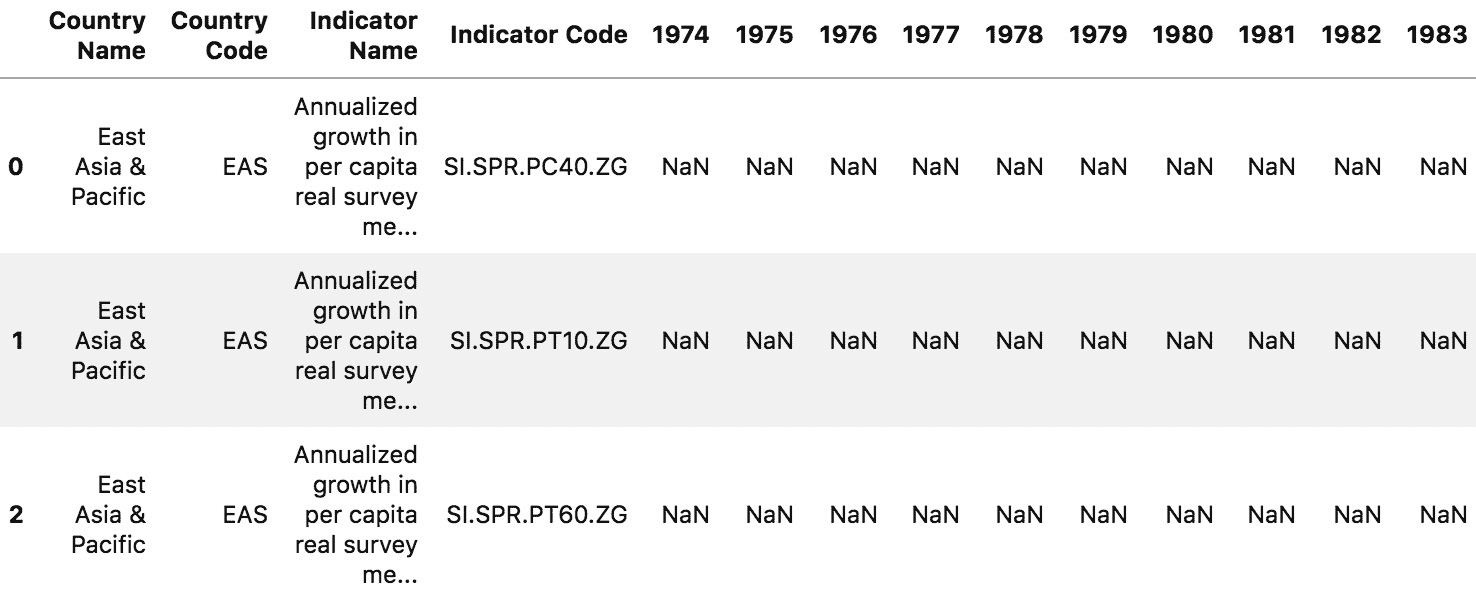 Country Name Country Code Indicator Name Indicator Code 1974 1975 1976 1977 1978 1979 1980 1981 1982 1983
0 East Asia & Pacific EAS Annualized growth in per capita real survey me... SI.SPR.PC40.ZG NaN NaN NaN NaN NaN NaN NaN NaN NaN NaN
1 East Asia & Pacific EAS Annualized growth in per capita real survey me... SI.SPR.PT10.ZG NaN NaN NaN NaN NaN NaN NaN NaN NaN NaN
2 East Asia & Pacific EAS Annualized growth in per capita real survey me... SI.SPR.PT60.ZG NaN NaN NaN NaN NaN NaN NaN NaN NaN NaN